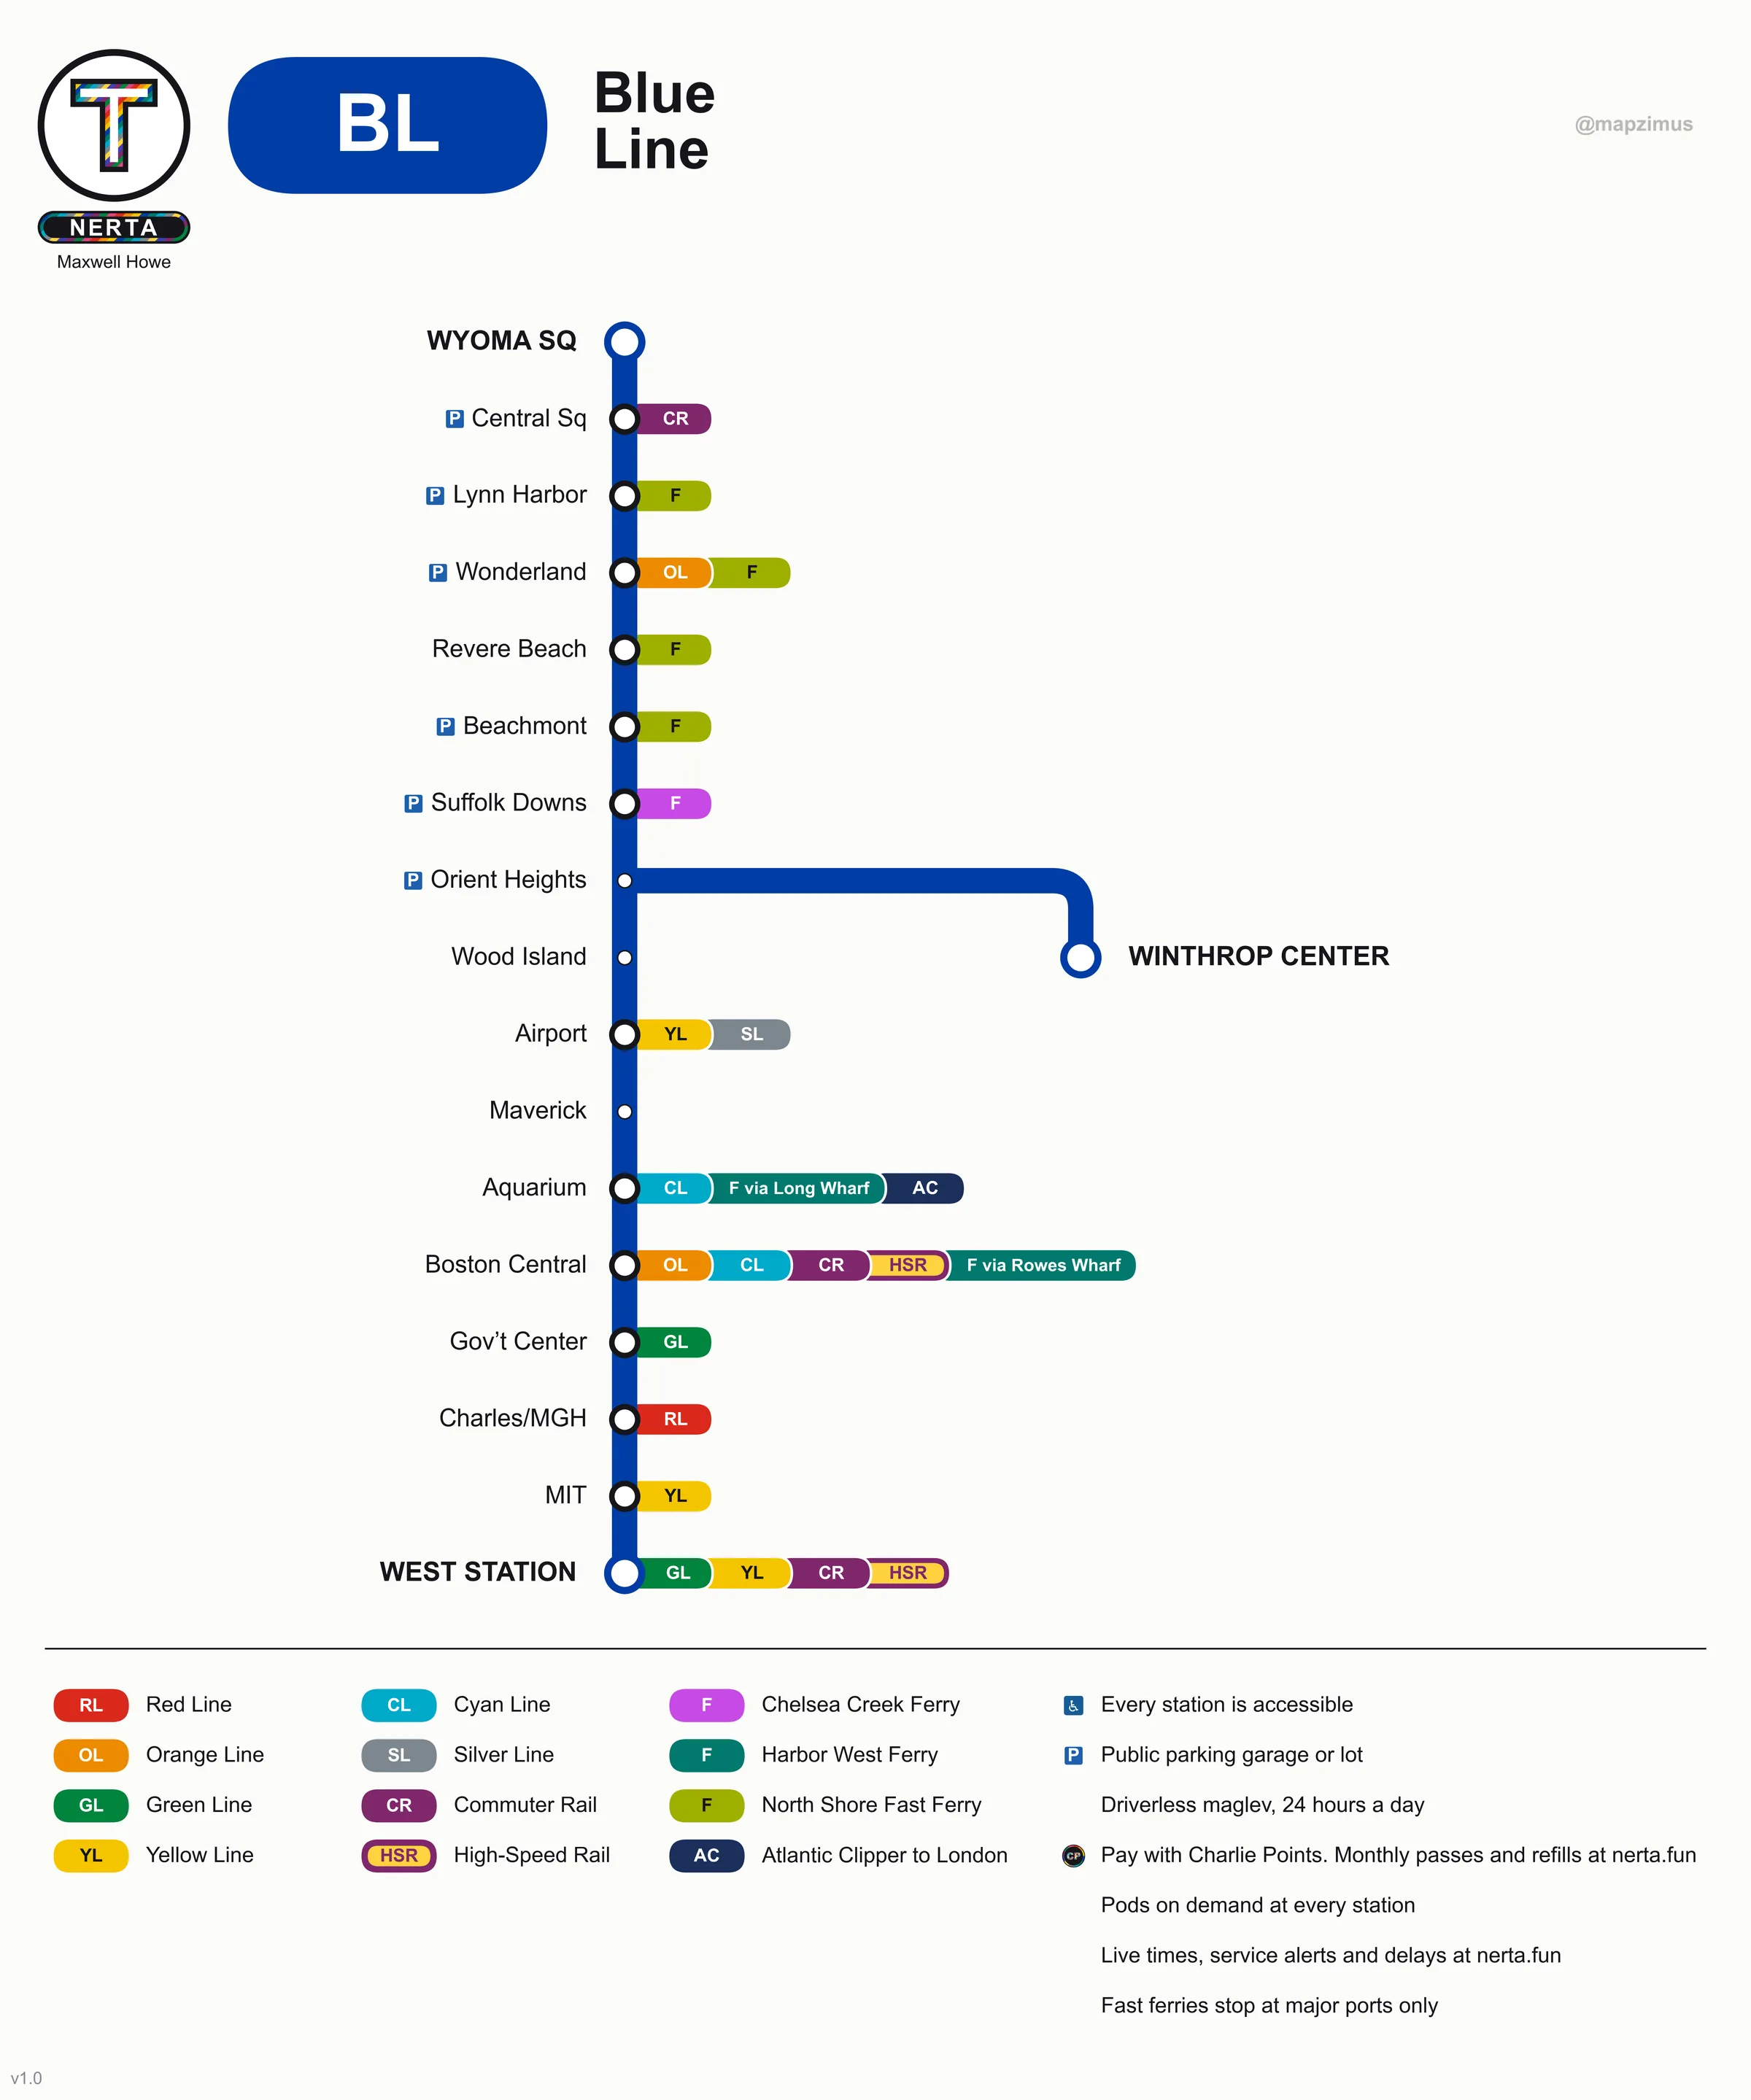 T
NERTA
Maxwell Howe
BL
Blue
Line
@mapzimus
WYOMA SQ
P Central Sq CR
P Lynn Harbor F
P Wonderland OL F
Revere Beach F
P Beachmont F
P Suffolk Downs F
P Orient Heights
Wood Island
WINTHROP CENTER
Airport YL SL
Maverick
Aquarium CL F via Long Wharf AC
Boston Central OL CL CR HSR F via Rowes Wharf
Gov’t Center GL
Charles/MGH RL
MIT YL
WEST STATION GL YL CR HSR
RL Red Line
OL Orange Line
GL Green Line
YL Yellow Line
CL Cyan Line
SL Silver Line
CR Commuter Rail
HSR High-Speed Rail
F Chelsea Creek Ferry
F Harbor West Ferry
F North Shore Fast Ferry
AC Atlantic Clipper to London
Every station is accessible
P Public parking garage or lot
Driverless maglev, 24 hours a day
CP Pay with Charlie Points. Monthly passes and refills at nerta.fun
Pods on demand at every station
Live times, service alerts and delays at nerta.fun
Fast ferries stop at major ports only
v1.0